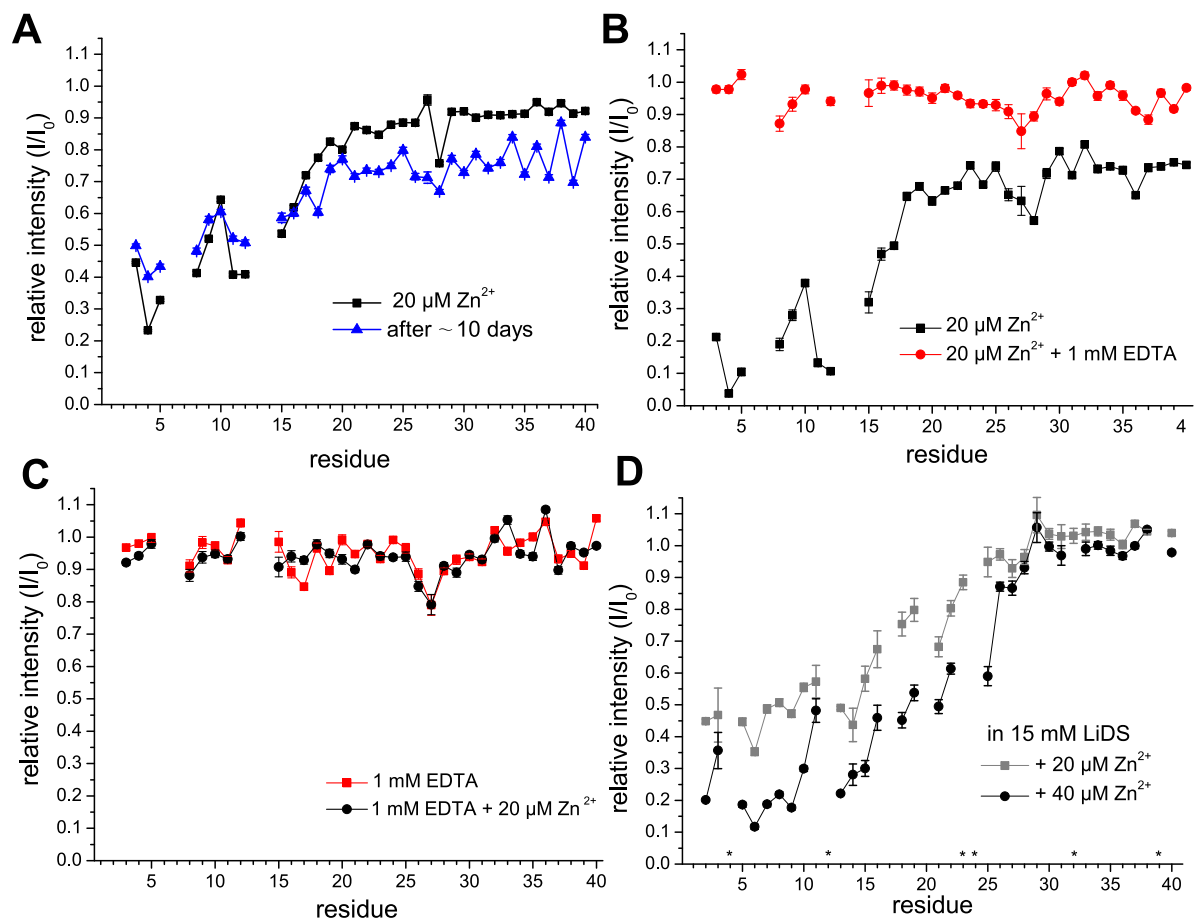 A
1.1
1.0
0.9
0.8
0.7
0.6
0.5
0.4
0.3
0.2
0.1
0.0
relative intensity (I/I₀)
20 µM Zn²⁺
after ~ 10 days
5 10 15 20 25 30 35 40
residue
B
1.1
1.0
0.9
0.8
0.7
0.6
0.5
0.4
0.3
0.2
0.1
0.0
relative intensity (I/I₀)
20 µM Zn²⁺
20 µM Zn²⁺ + 1 mM EDTA
5 10 15 20 25 30 35 4
residue
C
1.1
1.0
0.9
0.8
0.7
0.6
0.5
0.4
0.3
0.2
0.1
0.0
relative intensity (I/I₀)
1 mM EDTA
1 mM EDTA + 20 µM Zn²⁺
5 10 15 20 25 30 35 40
residue
D
1.1
1.0
0.9
0.8
0.7
0.6
0.5
0.4
0.3
0.2
0.1
0.0
relative intensity (I/I₀)
in 15 mM LiDS
+ 20 µM Zn²⁺
+ 40 µM Zn²⁺
* * * * * *
5 10 15 20 25 30 35 40
residue